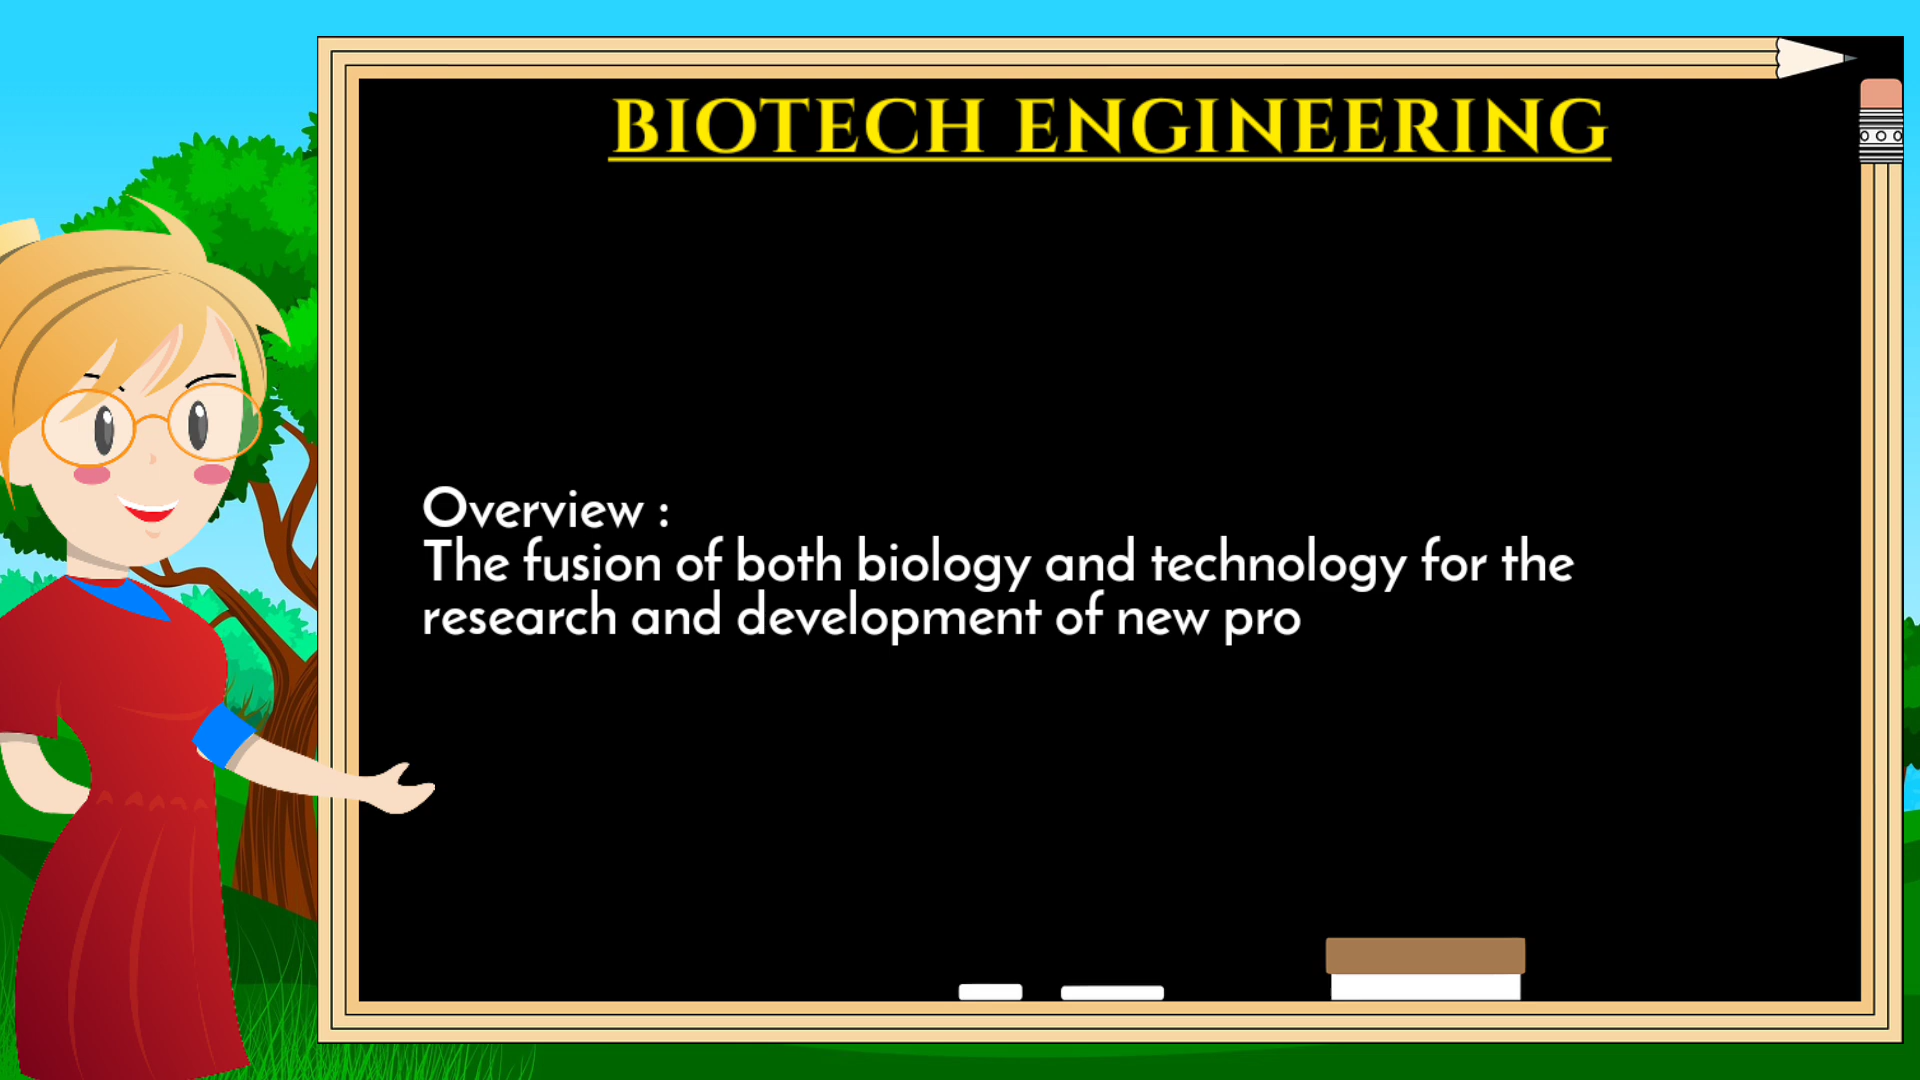 BIOTECH ENGINEERING
Overview :
The fusion of both biology and technology for the
research and development of new pro